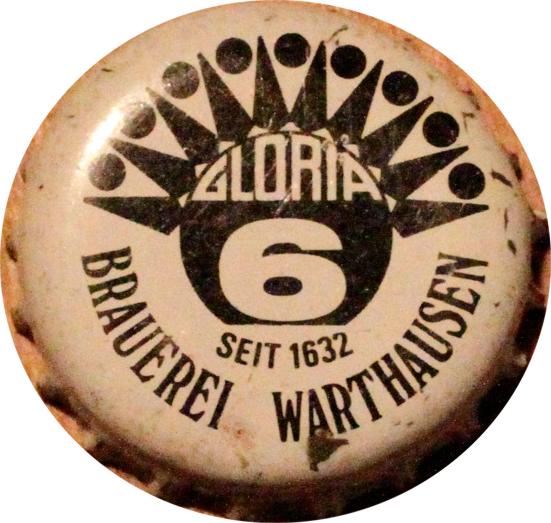 GLORIA
6
SEIT 1632
BRAUEREI WARTHAUSEN